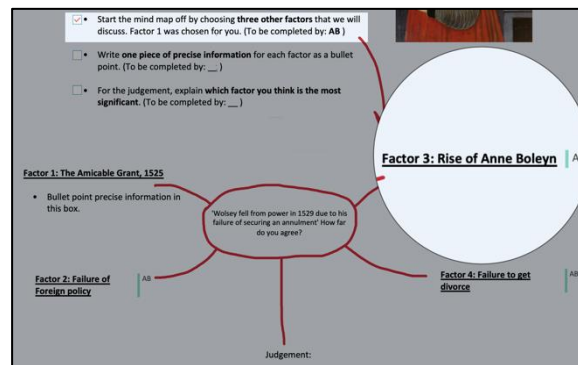 Start the mind map off by choosing three other factors that we will
discuss. Factor 1 was chosen for you. (To be completed by: AB )
Write one piece of precise information for each factor as a bullet
point. (To be completed by: __ )
For the judgement, explain which factor you think is the most
significant. (To be completed by: __ )
Factor 3: Rise of Anne Boleyn
A
Factor 1: The Amicable Grant, 1525
• Bullet point precise information in
this box.
'Wolsey fell from power in 1529 due to his
failure of securing an annulment' How far
do you agree?
Factor 2: Failure of
Foreign policy
AB
Factor 4: Failure to get
divorce
AB
Judgement: